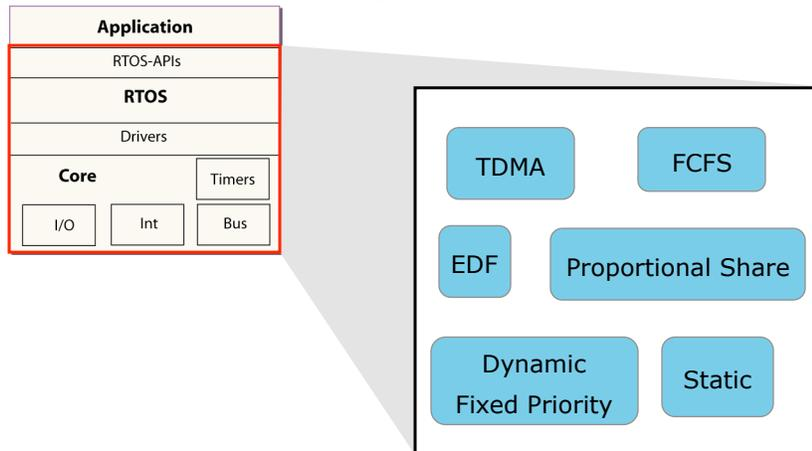 Application
RTOS-APIs
RTOS
Drivers
Core
Timers
I/O
Int
Bus
TDMA
FCFS
EDF
Proportional Share
Dynamic
Fixed Priority
Static